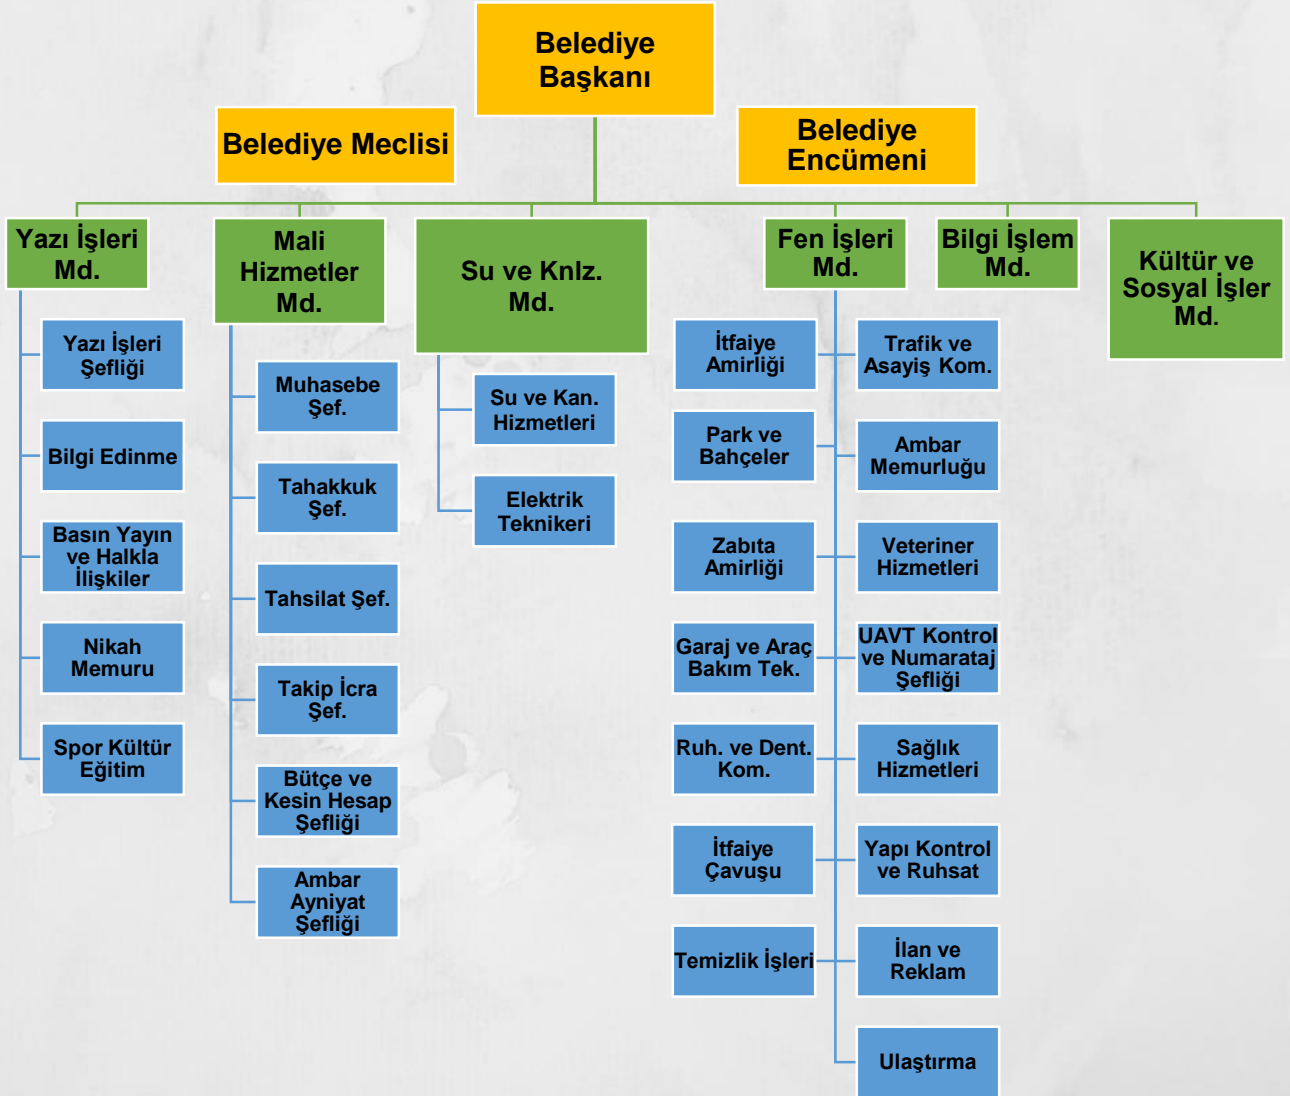 Belediye
Başkanı
Belediye Meclisi
Belediye
Encümeni
Yazı İşleri
Md.
Mali
Hizmetler
Md.
Su ve Knlz.
Md.
Fen İşleri
Md.
Bilgi İşlem
Md.
Kültür ve
Sosyal İşler
Md.
Yazı İşleri
Şefliği
Bilgi Edinme
Basın Yayın
ve Halkla
İlişkiler
Nikah
Memuru
Spor Kültür
Eğitim
Muhasebe
Şef.
Tahakkuk
Şef.
Tahsilat Şef.
Takip İcra
Şef.
Bütçe ve
Kesin Hesap
Şefliği
Ambar
Ayniyat
Şefliği
Su ve Kan.
Hizmetleri
Elektrik
Teknikeri
İtfaiye
Amirliği
Trafik ve
Asayiş Kom.
Park ve
Bahçeler
Ambar
Memurluğu
Zabıta
Amirliği
Veteriner
Hizmetleri
Garaj ve Araç
Bakım Tek.
UAVT Kontrol
ve Numarataj
Şefliği
Ruh. ve Dent.
Kom.
Sağlık
Hizmetleri
İtfaiye
Çavuşu
Yapı Kontrol
ve Ruhsat
Temizlik İşleri
İlan ve
Reklam
Ulaştırma